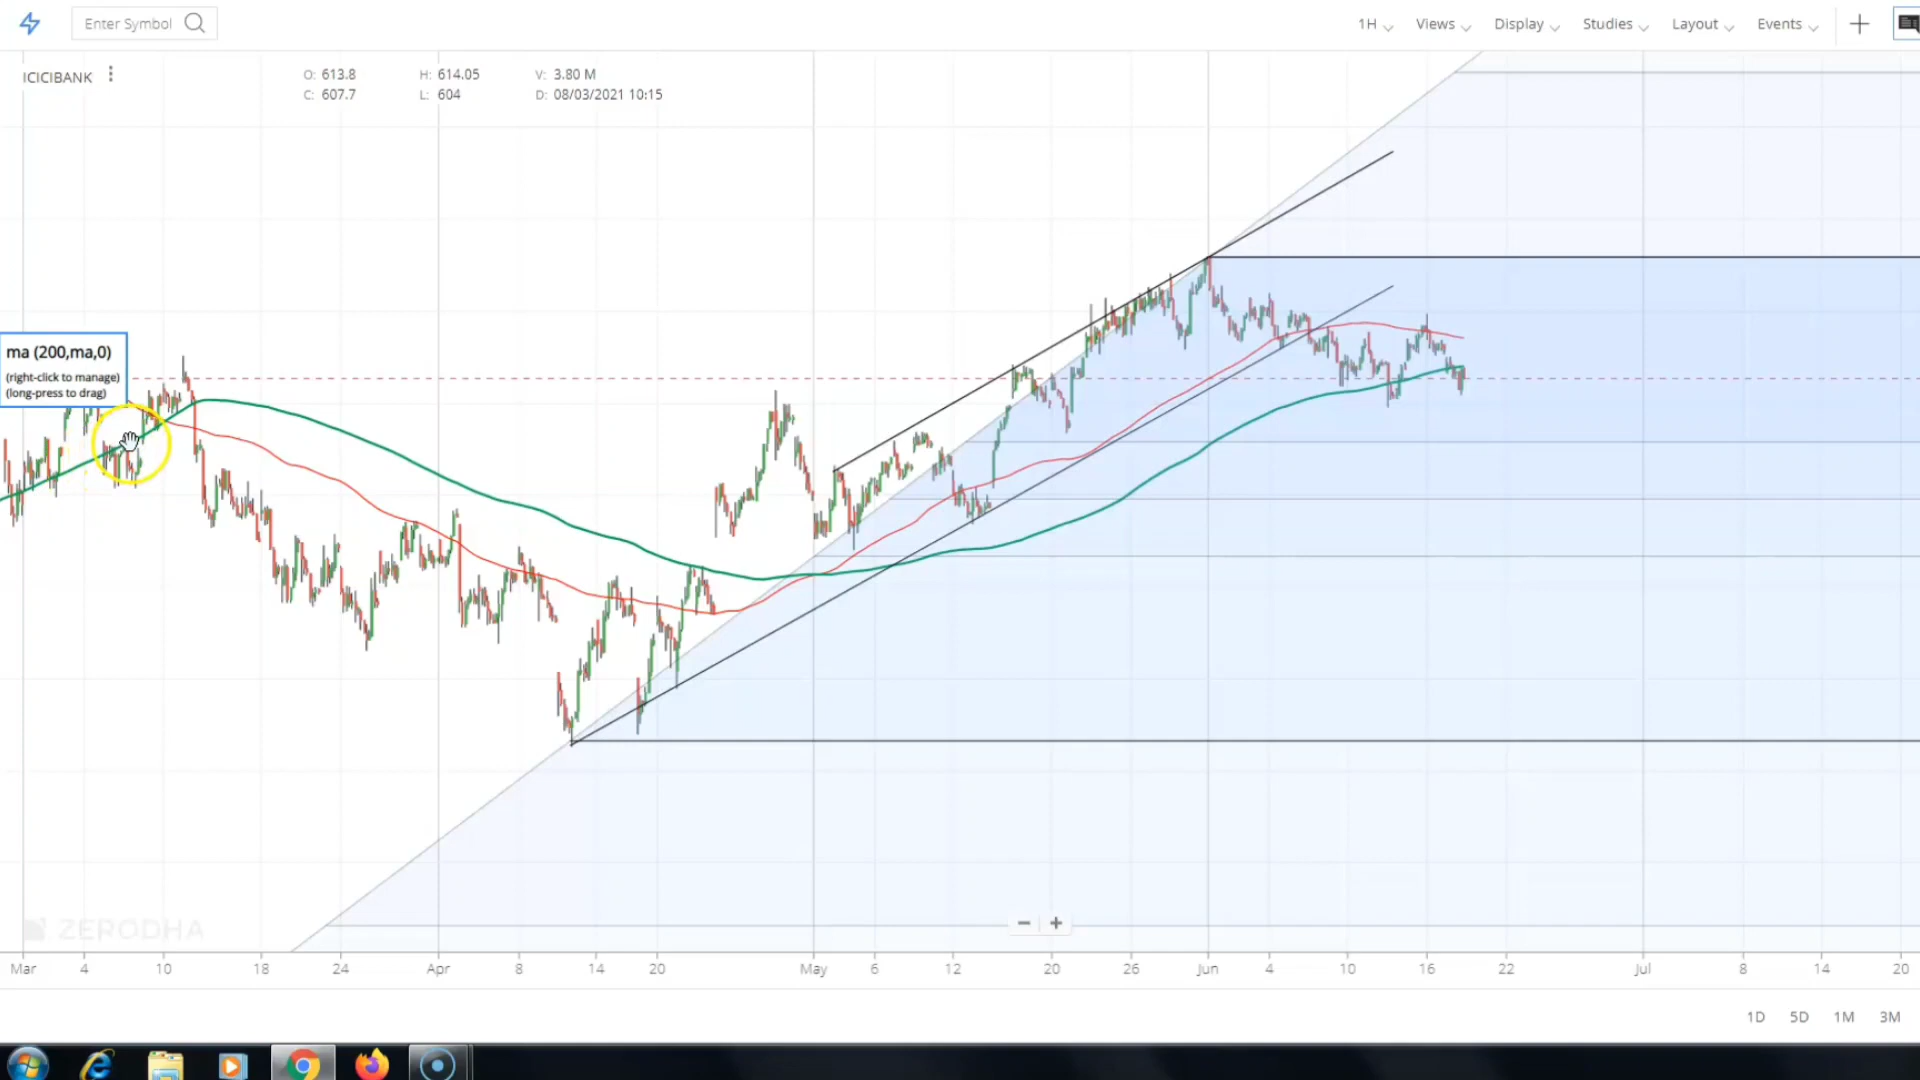 Enter Symbol
1H Views Display Studies Layout Events
ICICIBANK
O: 613.8 H: 614.05 V: 3.80 M
C: 607.7 L: 604 D: 08/03/2021 10:15
ma (200,ma,0)
(right-click to manage)
(long-press to drag)
ZERODHA
Mar 4 10 18 24 Apr 8 14 20 May 6 12 20 26 Jun 4 10 16 22 Jul 8 14 20
1D 5D 1M 3M